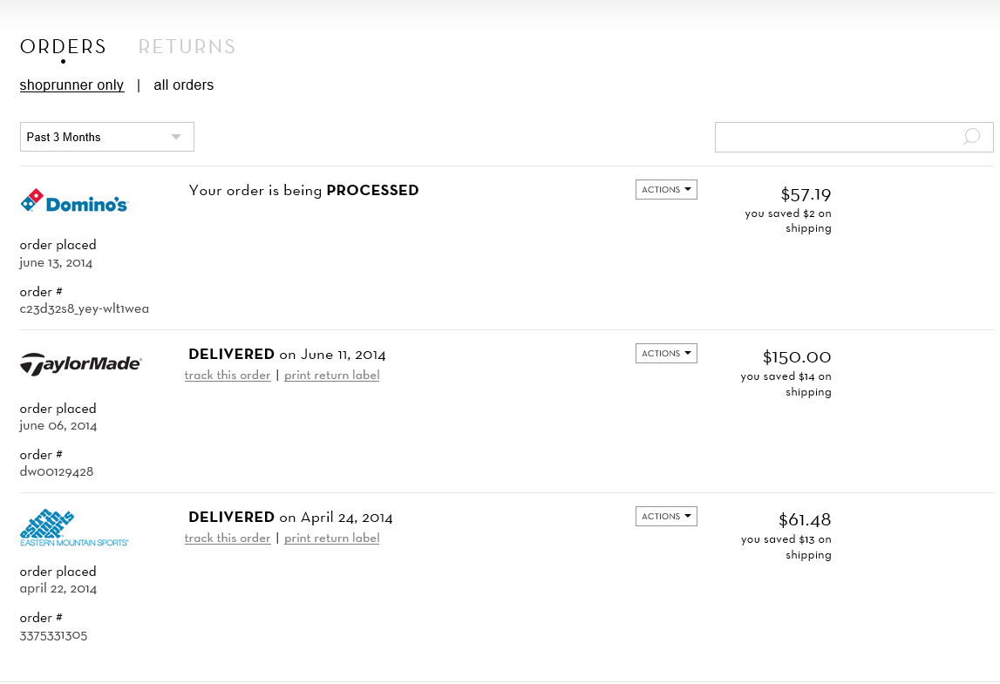 ORDERS RETURNS
shoprunner only | all orders
Past 3 Months
Domino's
Your order is being PROCESSED
ACTIONS
$57.19
you saved $2 on
shipping
order placed
june 13, 2014
order #
c23d32s8_yey-wlt1wea
TaylorMade
DELIVERED on June 11, 2014
track this order | print return label
ACTIONS
$150.00
you saved $14 on
shipping
order placed
june 06, 2014
order #
dw00129428
DELIVERED on April 24, 2014
track this order | print return label
ACTIONS
$61.48
you saved $13 on
shipping
EASTERN MOUNTAIN SPORTS
order placed
april 22, 2014
order #
3375331305